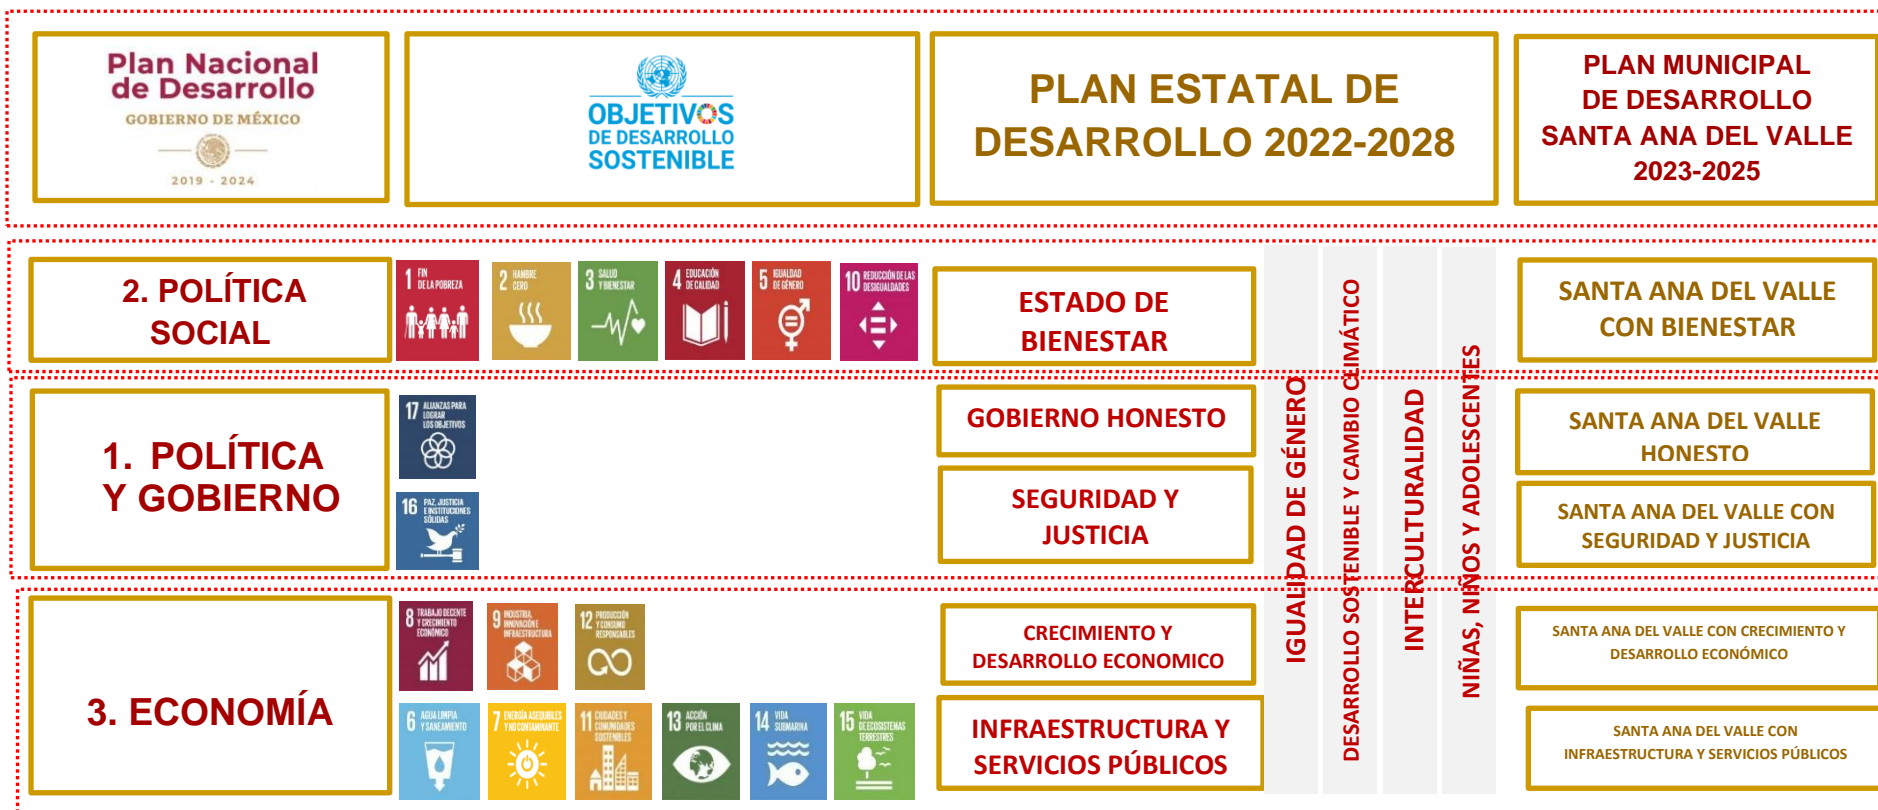 Plan Nacional
de Desarrollo
GOBIERNO DE MÉXICO
2019 - 2024
OBJETIVOS
DE DESARROLLO
SOSTENIBLE
PLAN ESTATAL DE
DESARROLLO 2022-2028
PLAN MUNICIPAL
DE DESARROLLO
SANTA ANA DEL VALLE
2023-2025
2. POLÍTICA
SOCIAL
1 FIN
DE LA POBREZA
2 HAMBRE
CERO
3 SALUD
Y BIENESTAR
4 EDUCACIÓN
DE CALIDAD
5 IGUALDAD
DE GÉNERO
10 REDUCCIÓN DE LAS
DESIGUALDADES
ESTADO DE
BIENESTAR
SANTA ANA DEL VALLE
CON BIENESTAR
1. POLÍTICA
Y GOBIERNO
17 ALIANZAS PARA
LOGRAR
LOS OBJETIVOS
16 PAZ, JUSTICIA
E INSTITUCIONES
SÓLIDAS
GOBIERNO HONESTO
SEGURIDAD Y
JUSTICIA
IGUALIDAD DE GÉNERO
DESARROLLO SOSTENIBLE Y CAMBIO CLIMÁTICO
INTERCULTURALIDAD
NIÑAS, NIÑOS Y ADOLESCENTES
SANTA ANA DEL VALLE
HONESTO
SANTA ANA DEL VALLE CON
SEGURIDAD Y JUSTICIA
3. ECONOMÍA
8 TRABAJO DECENTE
Y CRECIMIENTO
ECONÓMICO
9 INDUSTRIA,
INNOVACIÓN E
INFRAESTRUCTURA
12 PRODUCCIÓN
Y CONSUMO
RESPONSABLES
6 AGUA LIMPIA
Y SANEAMIENTO
7 ENERGÍA ASEQUIBLE
Y NO CONTAMINANTE
11 CIUDADES Y
COMUNIDADES
SOSTENIBLES
13 ACCIÓN
POR EL CLIMA
14 VIDA
SUBMARINA
15 VIDA
DE ECOSISTEMAS
TERRESTRES
CRECIMIENTO Y
DESARROLLO ECONOMICO
INFRAESTRUCTURA Y
SERVICIOS PÚBLICOS
SANTA ANA DEL VALLE CON CRECIMIENTO Y
DESARROLLO ECONÓMICO
SANTA ANA DEL VALLE CON
INFRAESTRUCTURA Y SERVICIOS PÚBLICOS